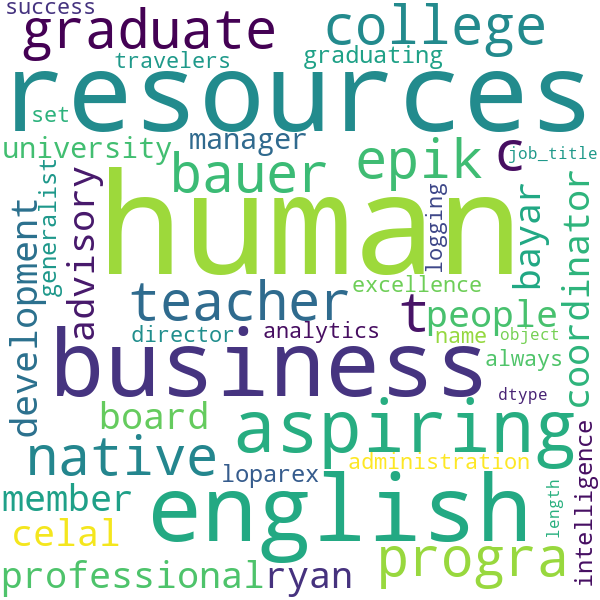 success
graduate
college
travelers
graduating
resources
set
university
manager
c
job_title
bauer
epik
generalist
advisory
human
logging
bayar
coordinator
development
teacher
excellence
t
people
director
analytics
name
object
business
always
dtype
board
aspiring
native
loparex
administration
intelligence
member
english
length
celal
progra
professional
ryan